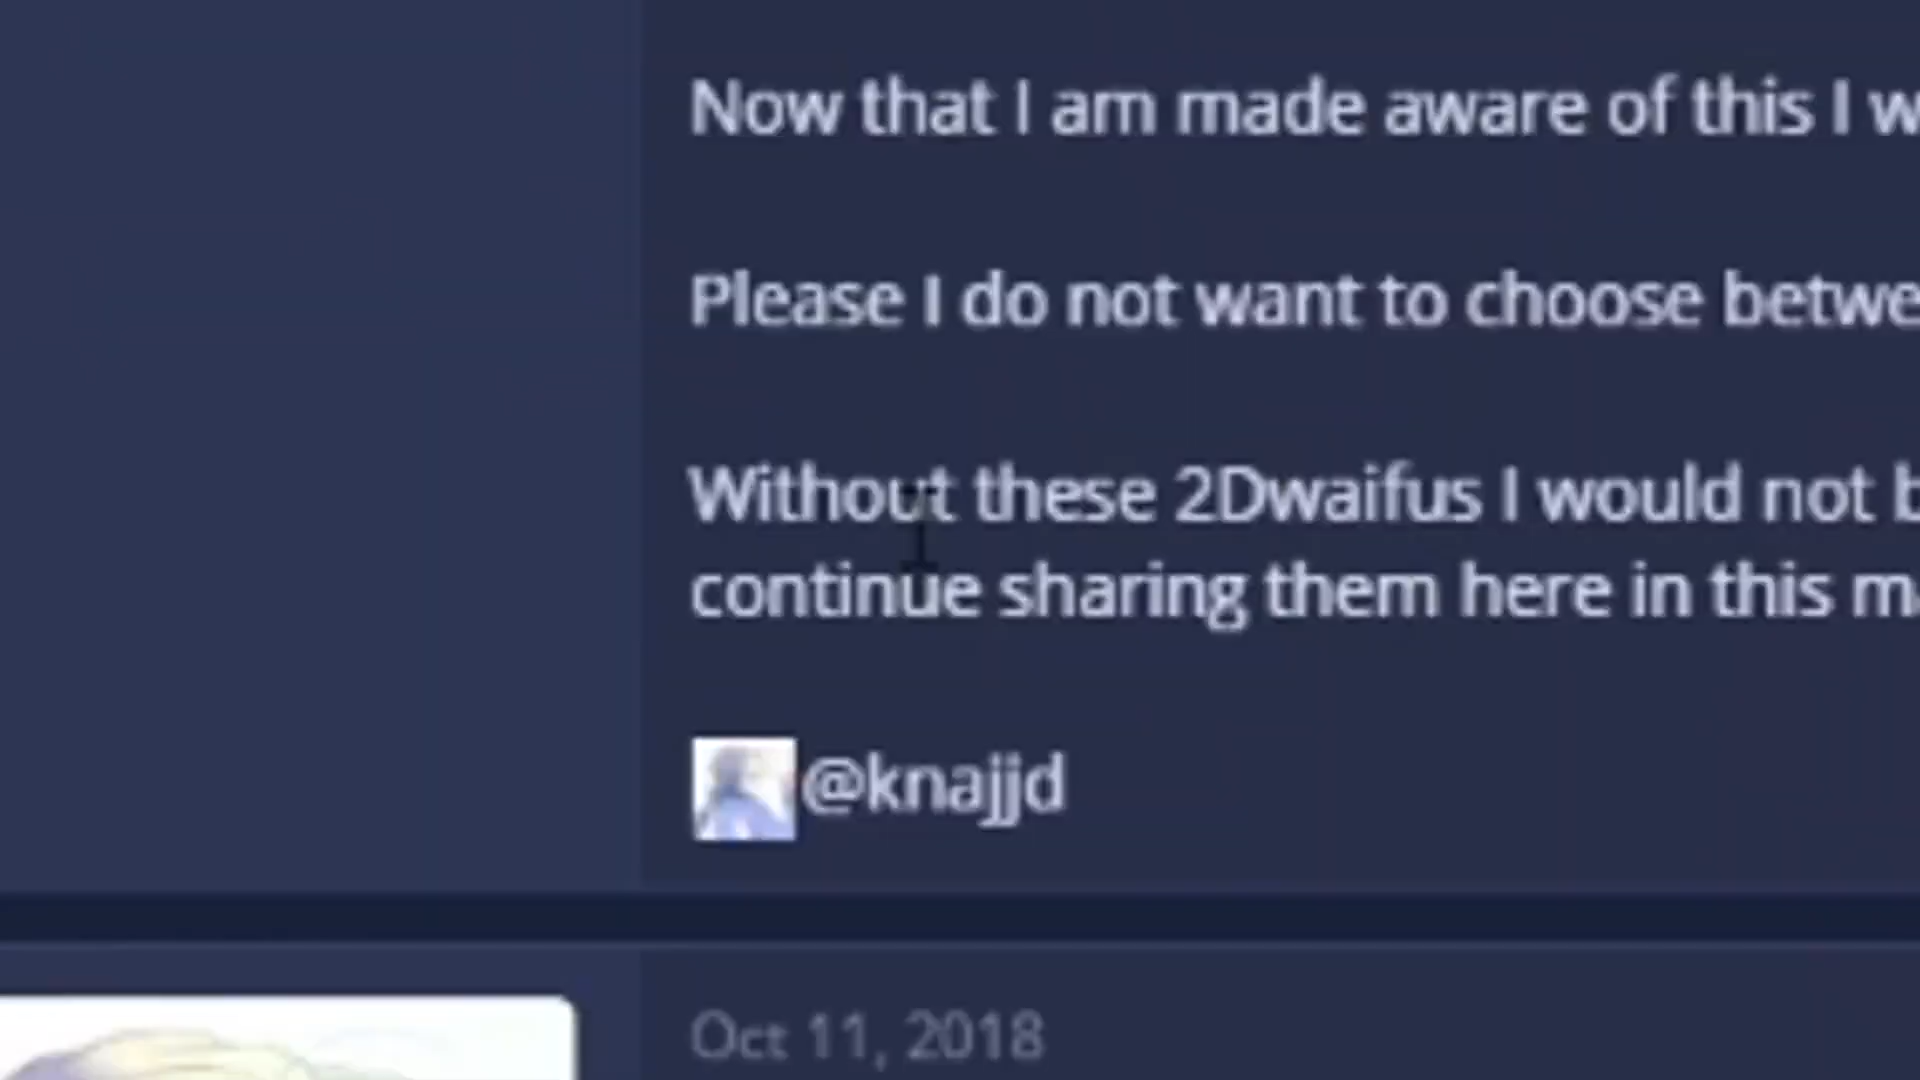 Now that I am made aware of this I
Please I do not want to choose
Without these 2Dwaifus I would not
continue sharing them here in this
@knajjd
Oct 11, 2018